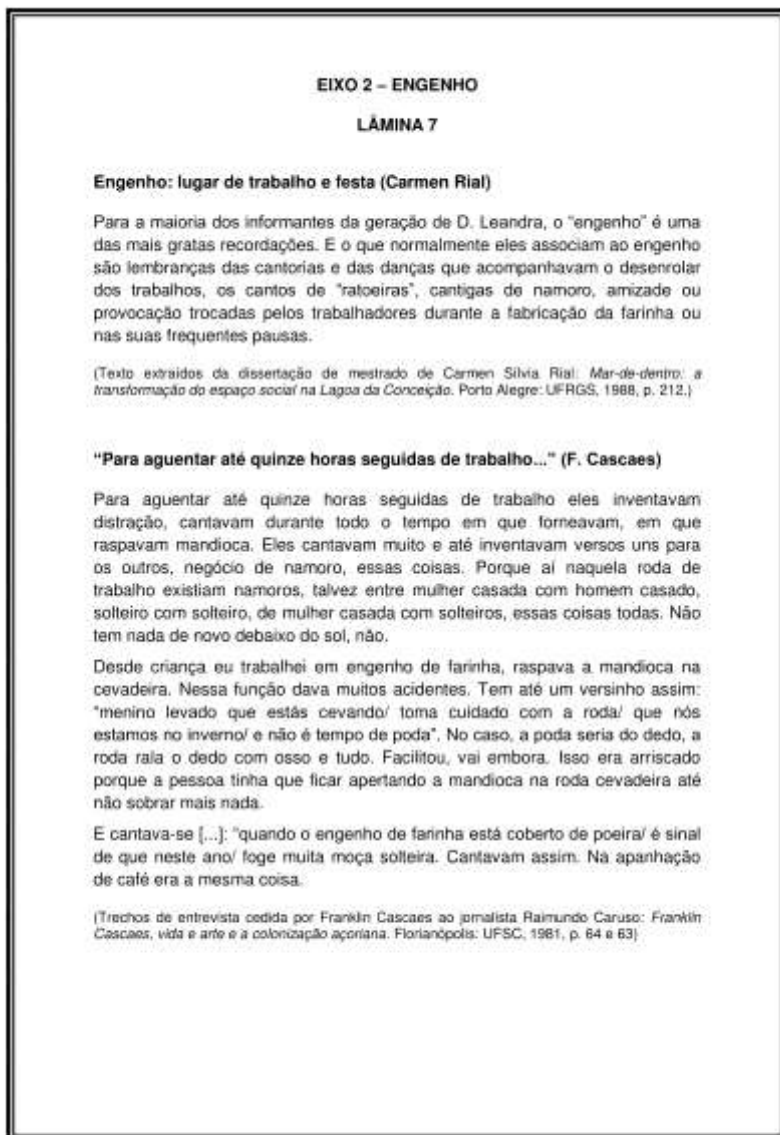 EIXO 2 – ENGENHO
LÂMINA 7
Engenho: lugar de trabalho e festa (Carmen Rial)
Para a maioria dos informantes da geração de D. Leandra, o “engenho” é uma
das mais gratas recordações. E o que normalmente eles associam ao engenho
são lembranças das cantorias e das danças que acompanhavam o desenrolar
dos trabalhos, os cantos de “ratoeiras”, cantigas de namoro, amizade ou
provocação trocadas pelos trabalhadores durante a fabricação da farinha ou
nas suas frequentes pausas.
(Texto extraídos da dissertação de mestrado de Carmen Silvia Rial: Mar-de-dentro: a
transformação do espaço social na Lagoa da Conceição. Porto Alegre: UFRGS, 1988, p. 212.)
“Para aguentar até quinze horas seguidas de trabalho...” (F. Cascaes)
Para aguentar até quinze horas seguidas de trabalho eles inventavam
distração, cantavam durante todo o tempo em que forneavam, em que
raspavam mandioca. Eles cantavam muito e até inventavam versos uns para
os outros, negócio de namoro, essas coisas. Porque aí naquela roda de
trabalho existiam namoros, talvez entre mulher casada com homem casado,
solteiro com solteiro, de mulher casada com solteiros, essas coisas todas. Não
tem nada de novo debaixo do sol, não.
Desde criança eu trabalhei em engenho de farinha, raspava a mandioca na
cevadeira. Nessa função dava muitos acidentes. Tem até um versinho assim:
“menino levado que estás cevando/ toma cuidado com a roda/ que nós
estamos no inverno/ e não é tempo de poda”. No caso, a poda seria do dedo, a
roda rala o dedo com osso e tudo. Facilitou, vai embora. Isso era arriscado
porque a pessoa tinha que ficar apertando a mandioca na roda cevadeira até
não sobrar mais nada.
E cantava-se [...]: “quando o engenho de farinha está coberto de poeira/ é sinal
de que neste ano/ foge muita moça solteira. Cantavam assim. Na apanhação
de café era a mesma coisa.
(Trechos de entrevista cedida por Franklin Cascaes ao jornalista Raimundo Caruso: Franklin
Cascaes, vida e arte e a colonização açoriana. Florianópolis: UFSC, 1981, p. 64 e 63)